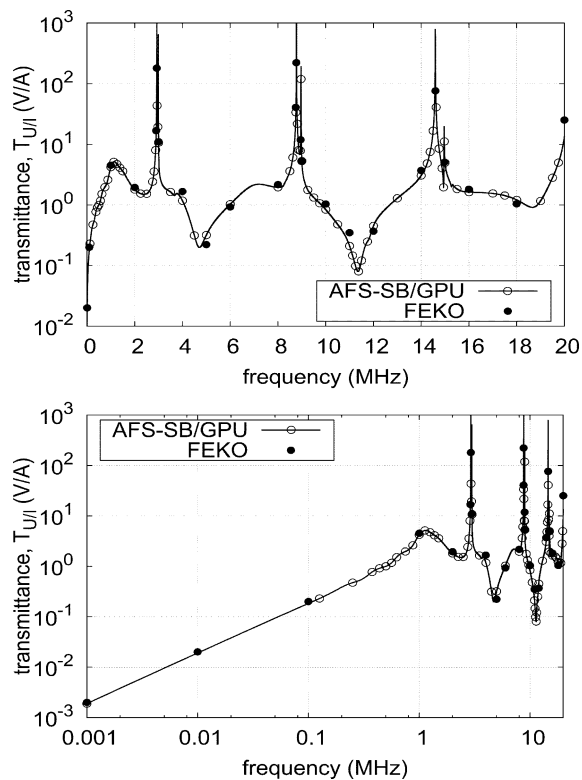 10^3
10^2
10^1
10^0
10^-1
10^-2
transmittance, T_U/I (V/A)
AFS-SB/GPU
FEKO
0 2 4 6 8 10 12 14 16 18 20
frequency (MHz)
10^3
10^2
10^1
10^0
10^-1
10^-2
10^-3
transmittance, T_U/I (V/A)
AFS-SB/GPU
FEKO
0.001 0.01 0.1 1 10
frequency (MHz)